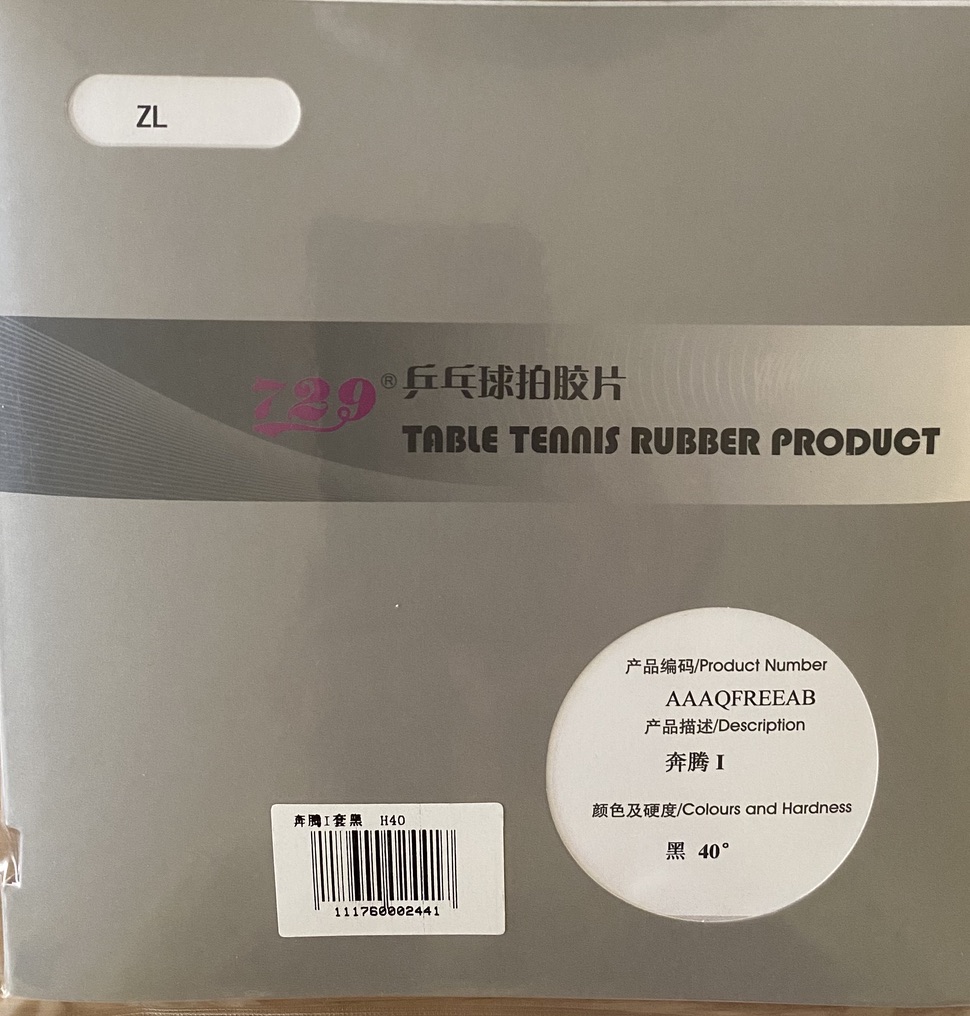 ZL
729® 乒乓球拍胶片
TABLE TENNIS RUBBER PRODUCT
产品编码/Product Number
AAAQFREEAB
产品描述/Description
奔腾 I
颜色及硬度/Colours and Hardness
黑 40°
奔腾I套黑 H40
111760002441